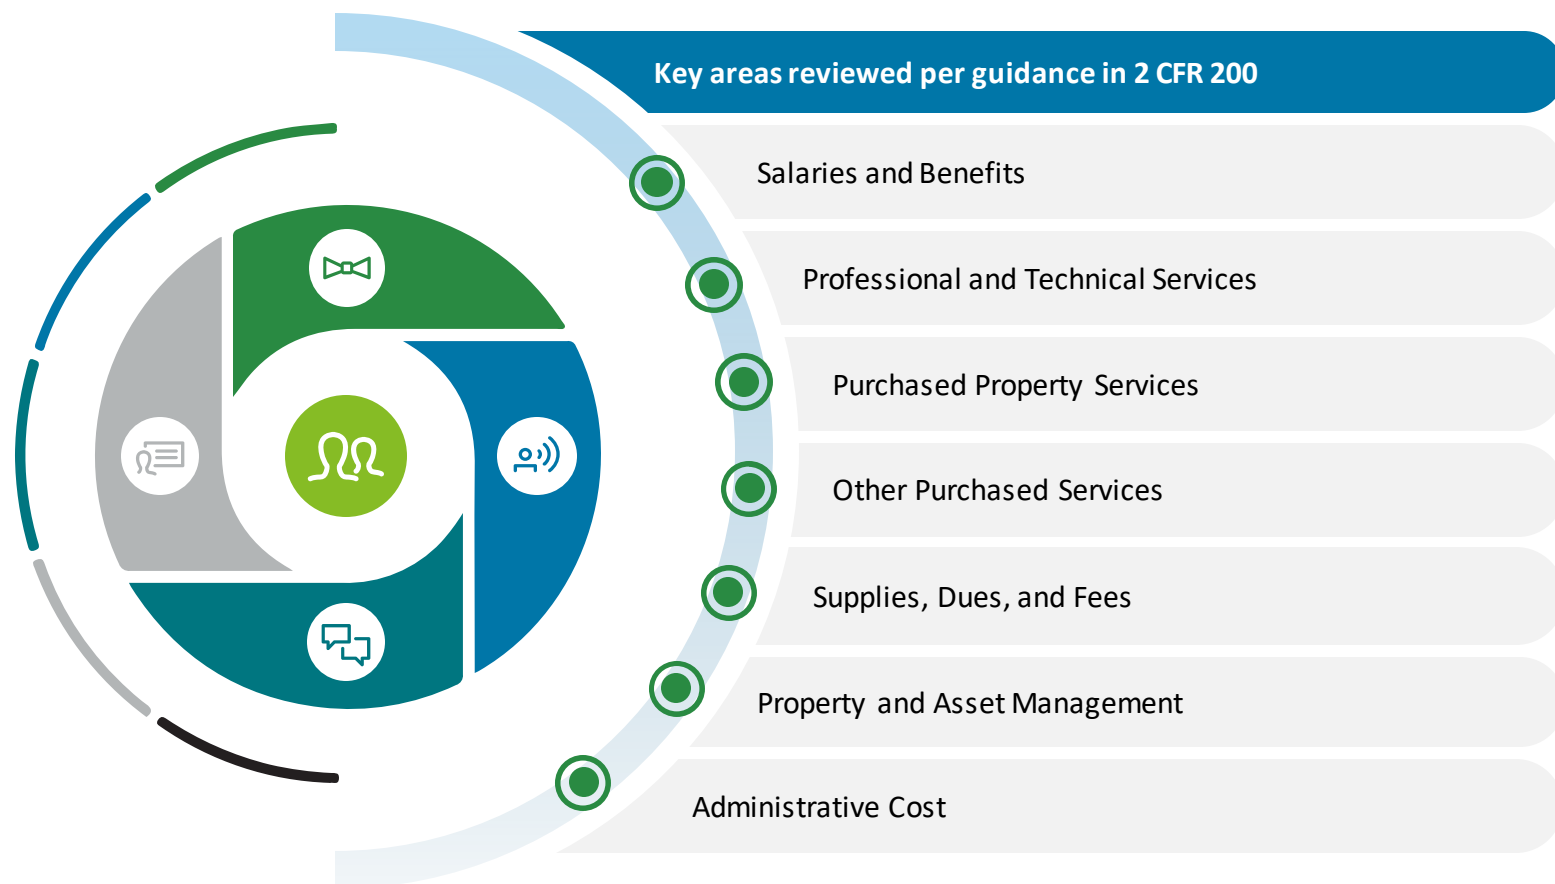 Key areas reviewed per guidance in 2 CFR 200
Salaries and Benefits
Professional and Technical Services
Purchased Property Services
Other Purchased Services
Supplies, Dues, and Fees
Property and Asset Management
Administrative Cost